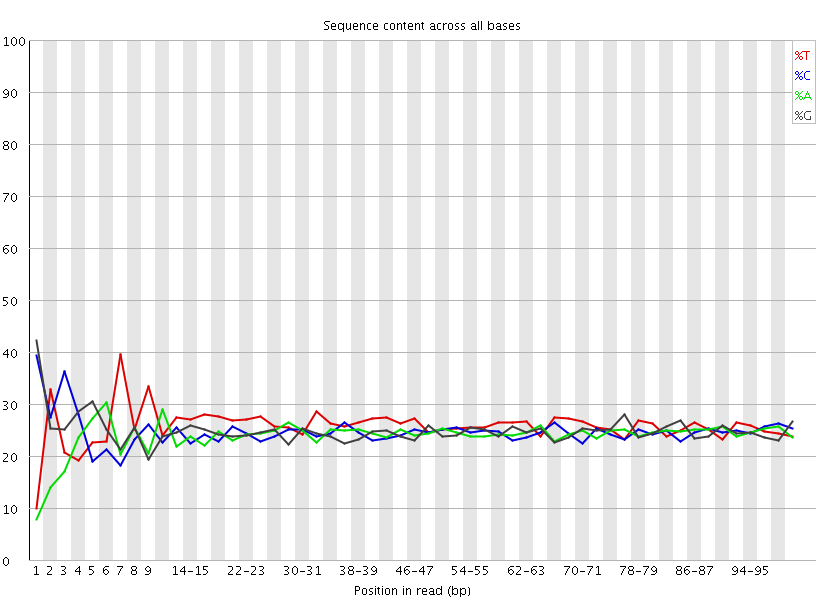 Sequence content across all bases
100
90
80
70
60
50
40
30
20
10
0
%T
%C
%A
%G
1 2 3 4 5 6 7 8 9 14-15 22-23 30-31 38-39 46-47 54-55 62-63 70-71 78-79 86-87 94-95
Position in read (bp)